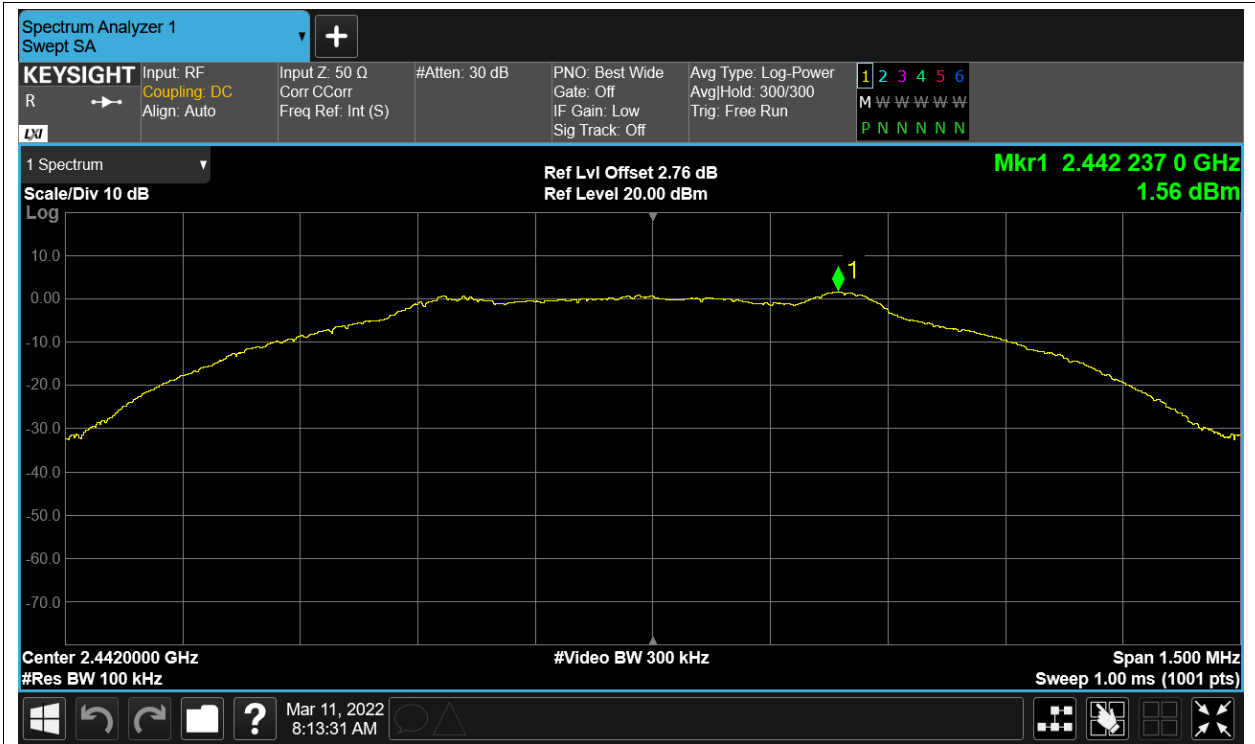 Spectrum Analyzer 1
Swept SA
KEYSIGHT
R
LXI
Input: RF
Coupling: DC
Align: Auto
Input Z: 50 Ω
Corr CCorr
Freq Ref: Int (S)
#Atten: 30 dB
PNO: Best Wide
Gate: Off
IF Gain: Low
Sig Track: Off
Avg Type: Log-Power
Avg|Hold: 300/300
Trig: Free Run
1 2 3 4 5 6
M W W W W W
P N N N N N
1 Spectrum
Scale/Div 10 dB
Log
Ref Lvl Offset 2.76 dB
Ref Level 20.00 dBm
Mkr1 2.442 237 0 GHz
1.56 dBm
1
10.0
0.00
-10.0
-20.0
-30.0
-40.0
-50.0
-60.0
-70.0
Center 2.4420000 GHz
#Res BW 100 kHz
#Video BW 300 kHz
Span 1.500 MHz
Sweep 1.00 ms (1001 pts)
?
Mar 11, 2022
8:13:31 AM